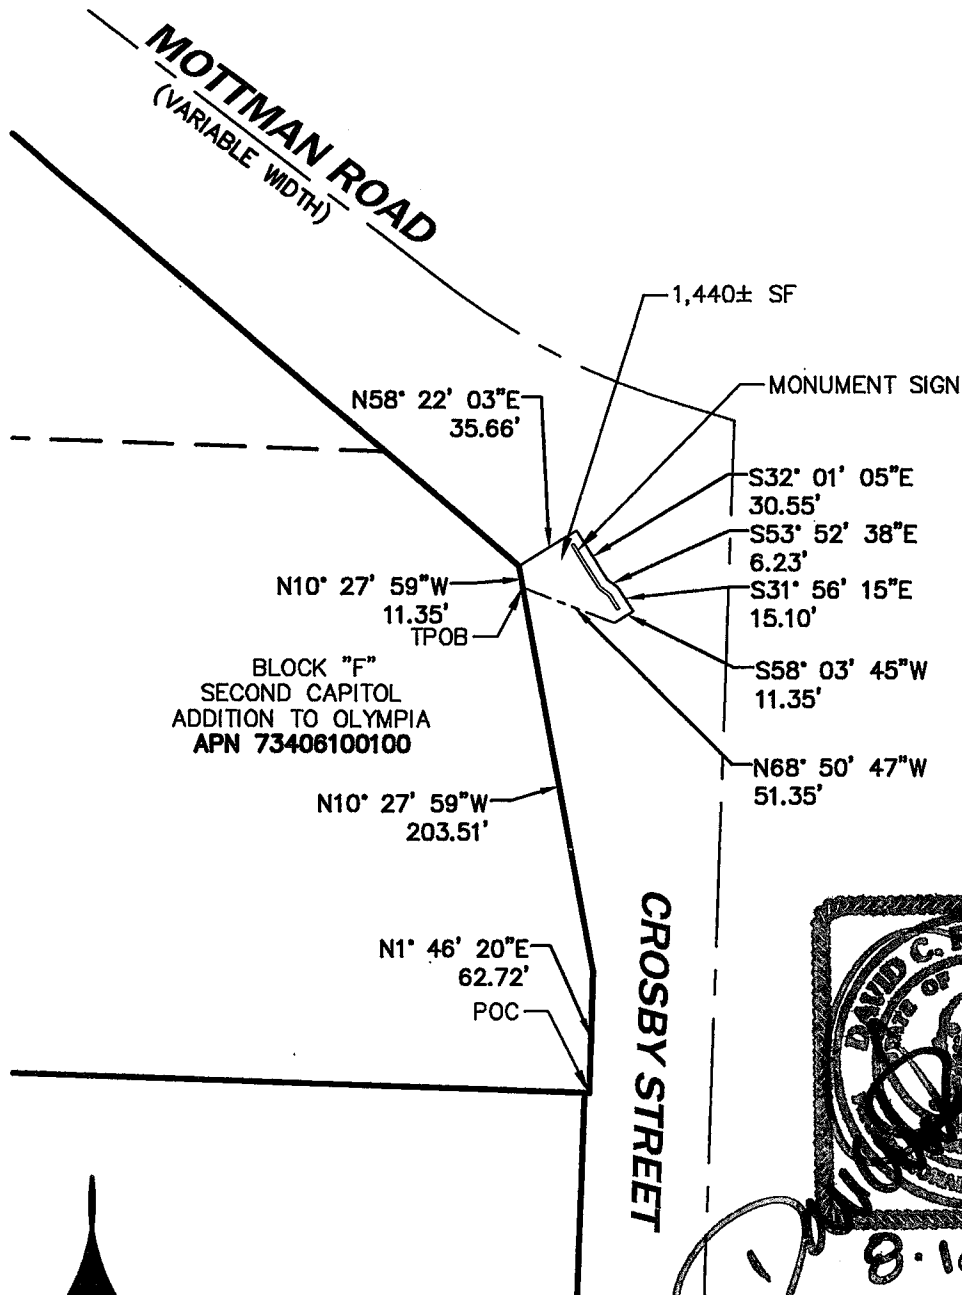 MOTTMAN ROAD
(VARIABLE WIDTH)
1,440± SF
MONUMENT SIGN
N58° 22' 03"E
35.66'
S32° 01' 05"E
30.55'
S53° 52' 38"E
6.23'
S31° 56' 15"E
15.10'
N10° 27' 59"W
11.35'
TPOB
S58° 03' 45"W
11.35'
BLOCK "F"
SECOND CAPITOL
ADDITION TO OLYMPIA
APN 73406100100
N68° 50' 47"W
51.35'
N10° 27' 59"W
203.51'
N1° 46' 20"E
62.72'
POC
CROSBY STREET
DAVID C.
OF